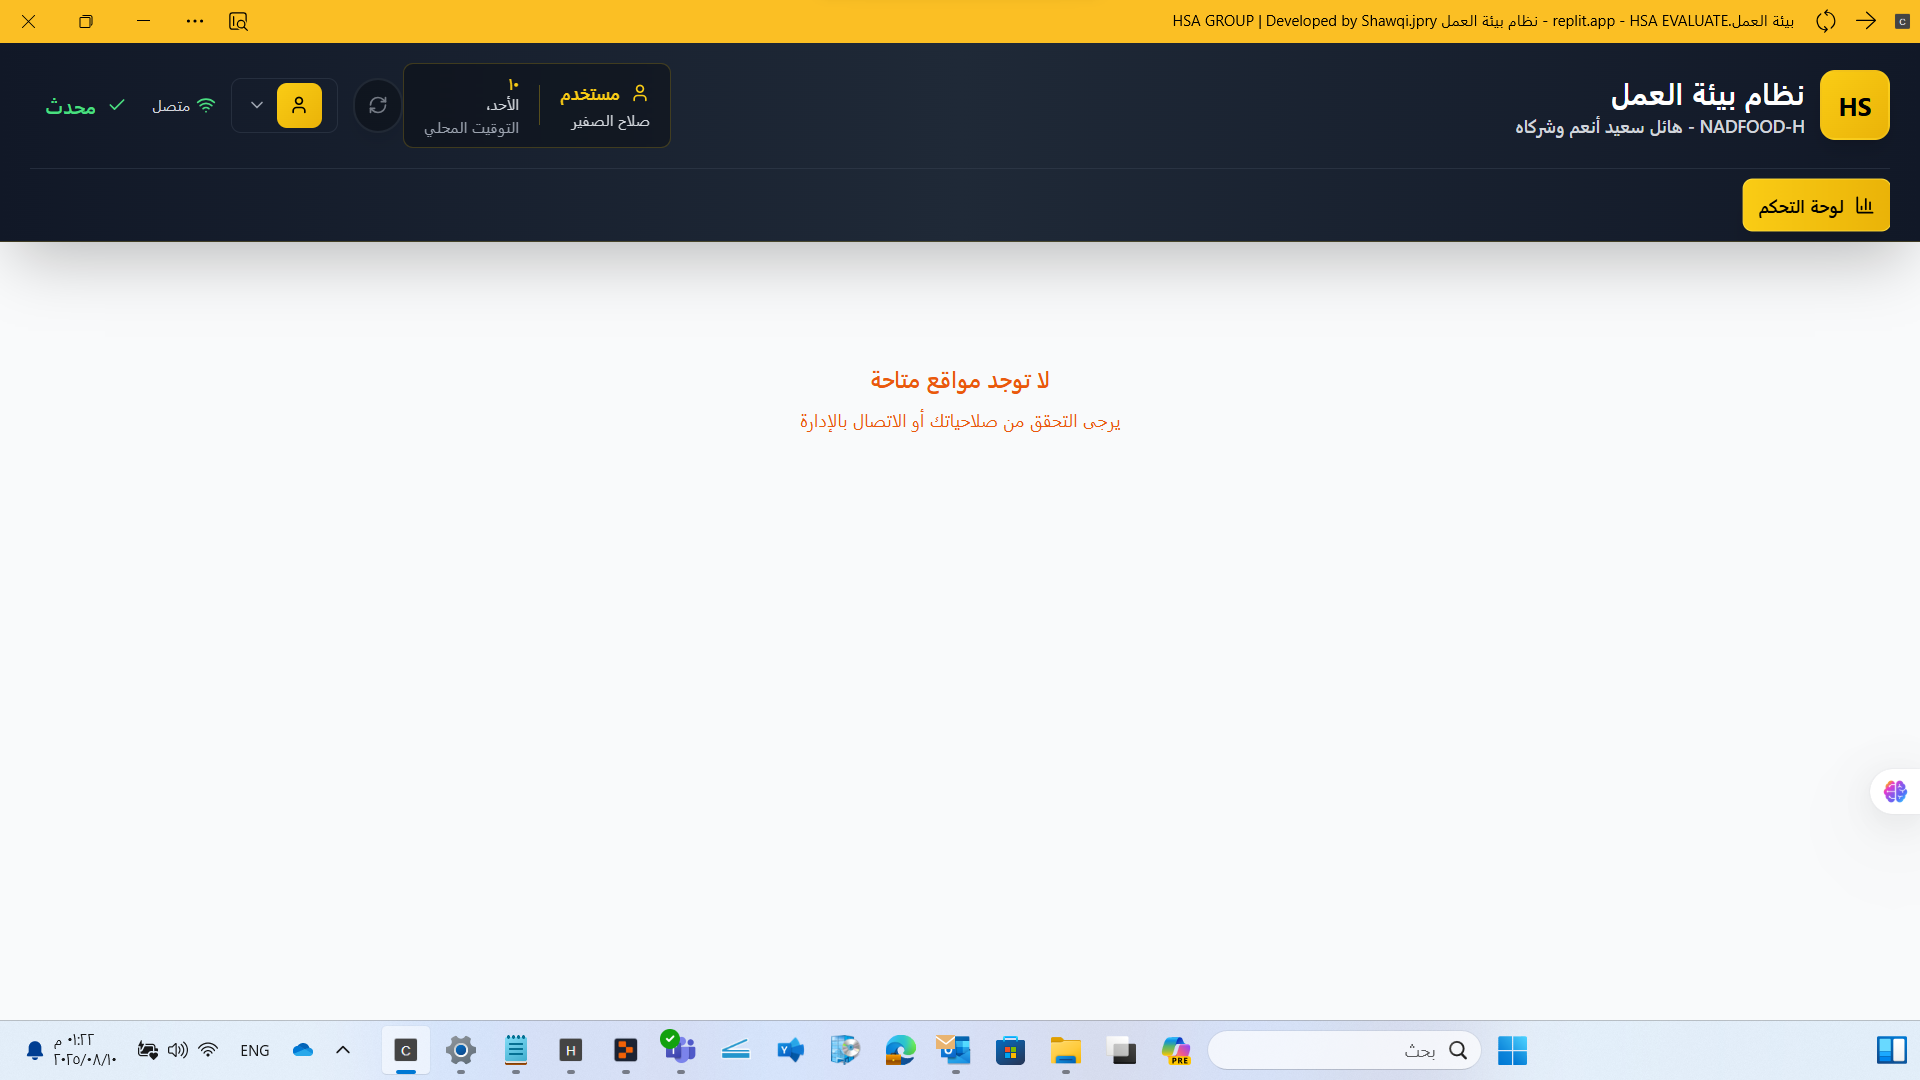 بيئة العمل.replit.app - HSA EVALUATE - نظام بيئة العمل HSA GROUP | Developed by Shawqi.jpry
C
HS
نظام بيئة العمل
NADFOOD-H - هائل سعيد أنعم وشركاه
مستخدم
صلاح الصفير
١٠
الأحد،
التوقيت المحلي
متصل
محدث
لوحة التحكم
لا توجد مواقع متاحة
يرجى التحقق من صلاحياتك أو الاتصال بالإدارة
بحث
PRE
H
C
ENG
٠١:٢٢ م
٢٠٢٥/٠٨/١٠